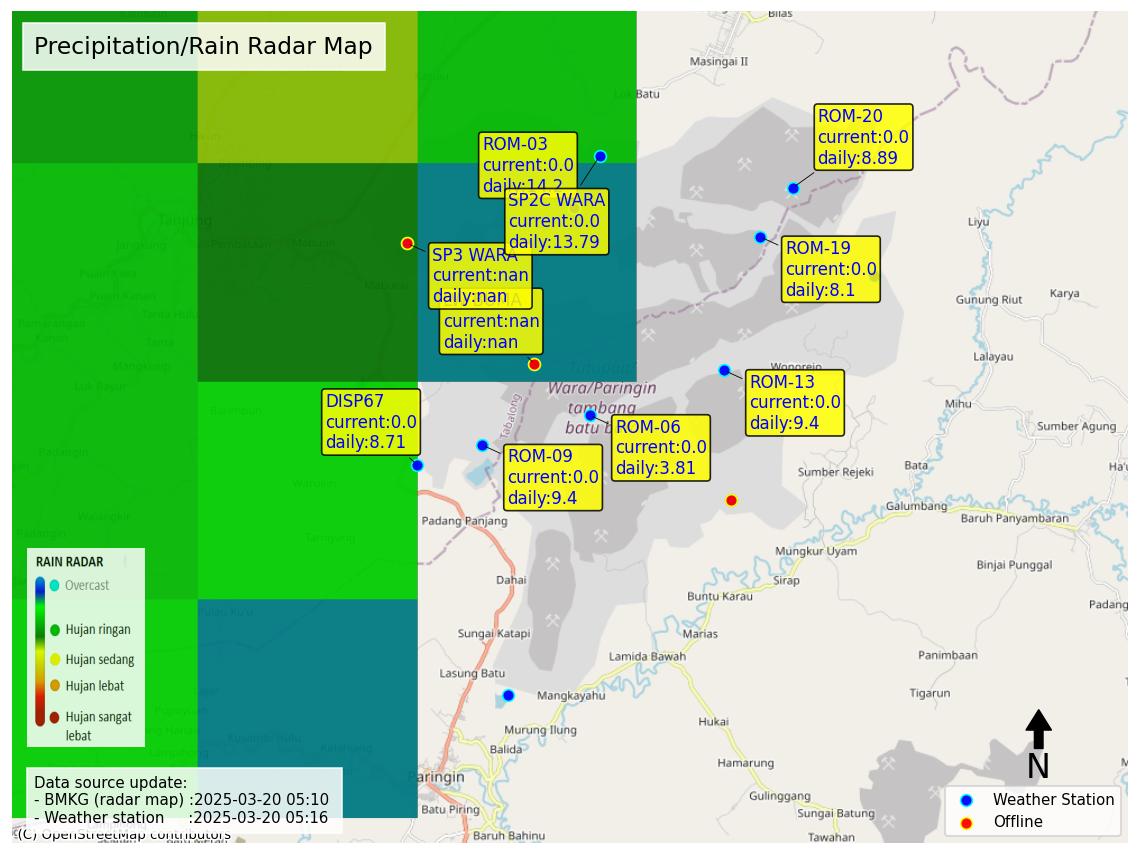 Precipitation/Rain Radar Map
Bilas
Masingai II
Lok Batu
ROM-20
current:0.0
daily:8.89
ROM-03
current:0.0
daily:14.2
SP2C WARA
current:0.0
daily:13.79
Tanjung
Liyu
SP3 WARA
current:nan
daily:nan
current:nan
daily:nan
ROM-19
current:0.0
daily:8.1
Karya
Gunung Riut
Lalayau
Wonorejo
Wara/Paringin
tambang
batu b
Tabalong
ROM-13
current:0.0
daily:9.4
DISP67
current:0.0
daily:8.71
ROM-06
current:0.0
daily:3.81
ROM-09
current:0.0
daily:9.4
Mihu
Sumber Agung
Bata
Sumber Rejeki
Galumbang
Baruh Panyambaran
Padang Panjang
Mungkur Uyam
Binjai Punggal
Dahai
Sirap
Buntu Karau
Padang
Sungai Katapi
Marias
Lamida Bawah
Panimbaan
Lasung Batu
Tigarun
Mangkayahu
Hukai
Murung Ilung
Balida
Hamarung
Paringin
Gulinggang
Batu Piring
Sungai Batung
Baruh Bahinu
Tawahan
RAIN RADAR
Overcast
Hujan ringan
Hujan sedang
Hujan lebat
Hujan sangat
lebat
Data source update:
- BMKG (radar map) :2025-03-20 05:10
- Weather station :2025-03-20 05:16
(C) OpenStreetMap contributors
N
Weather Station
Offline